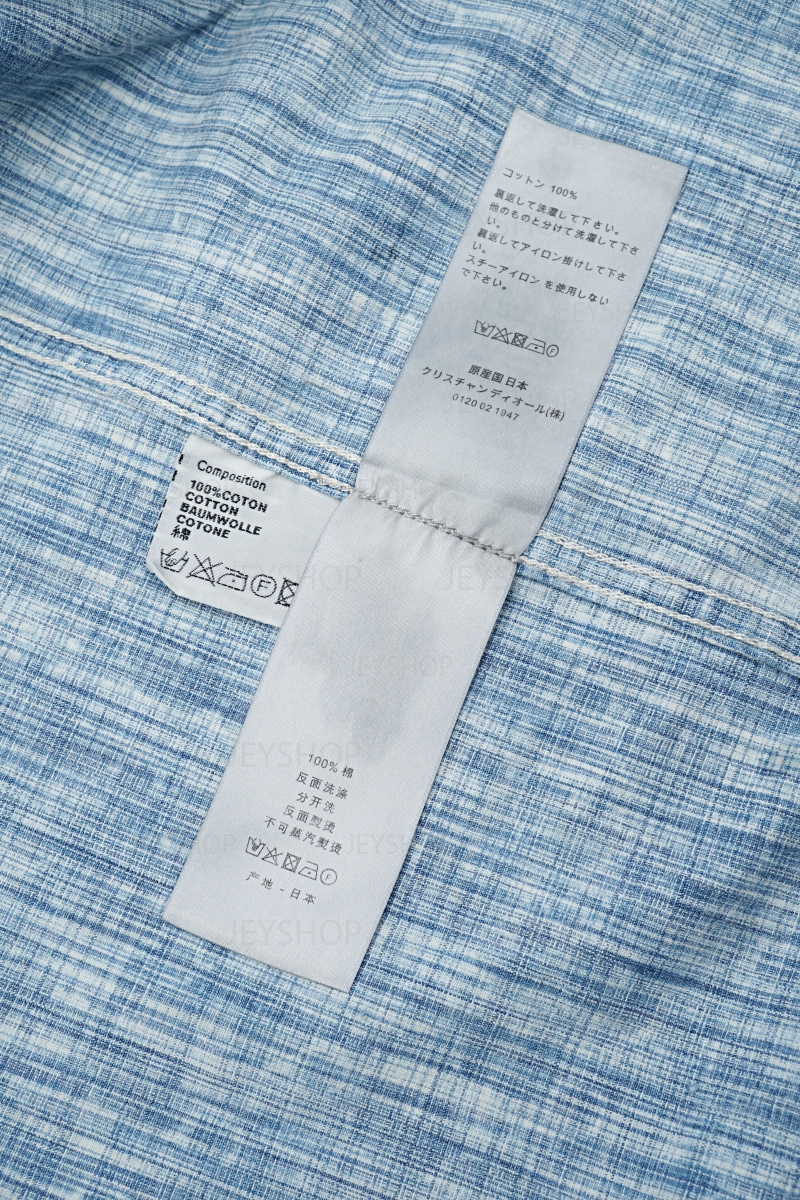 コットン 100%
裏返して洗濯して下さい。
他のものと分けて洗濯して下さ
い。
裏返してアイロン掛けして下さ
い。
スチーアイロン を使用しない
で下さい。
原産国日本
クリスチャンディオール(株)
0120 02 1947
Composition
100%COTON
COTTON
BAUMWOLLE
COTONE
綿
F
100% 棉
反面洗涤
分开洗
反面熨烫
不可蒸汽熨烫
产地 - 日本
JEYSHOP
JEYSHOP
JEYSHOP
JEYSHOP
JEYSHOP
JEYSHOP
JEYSHOP